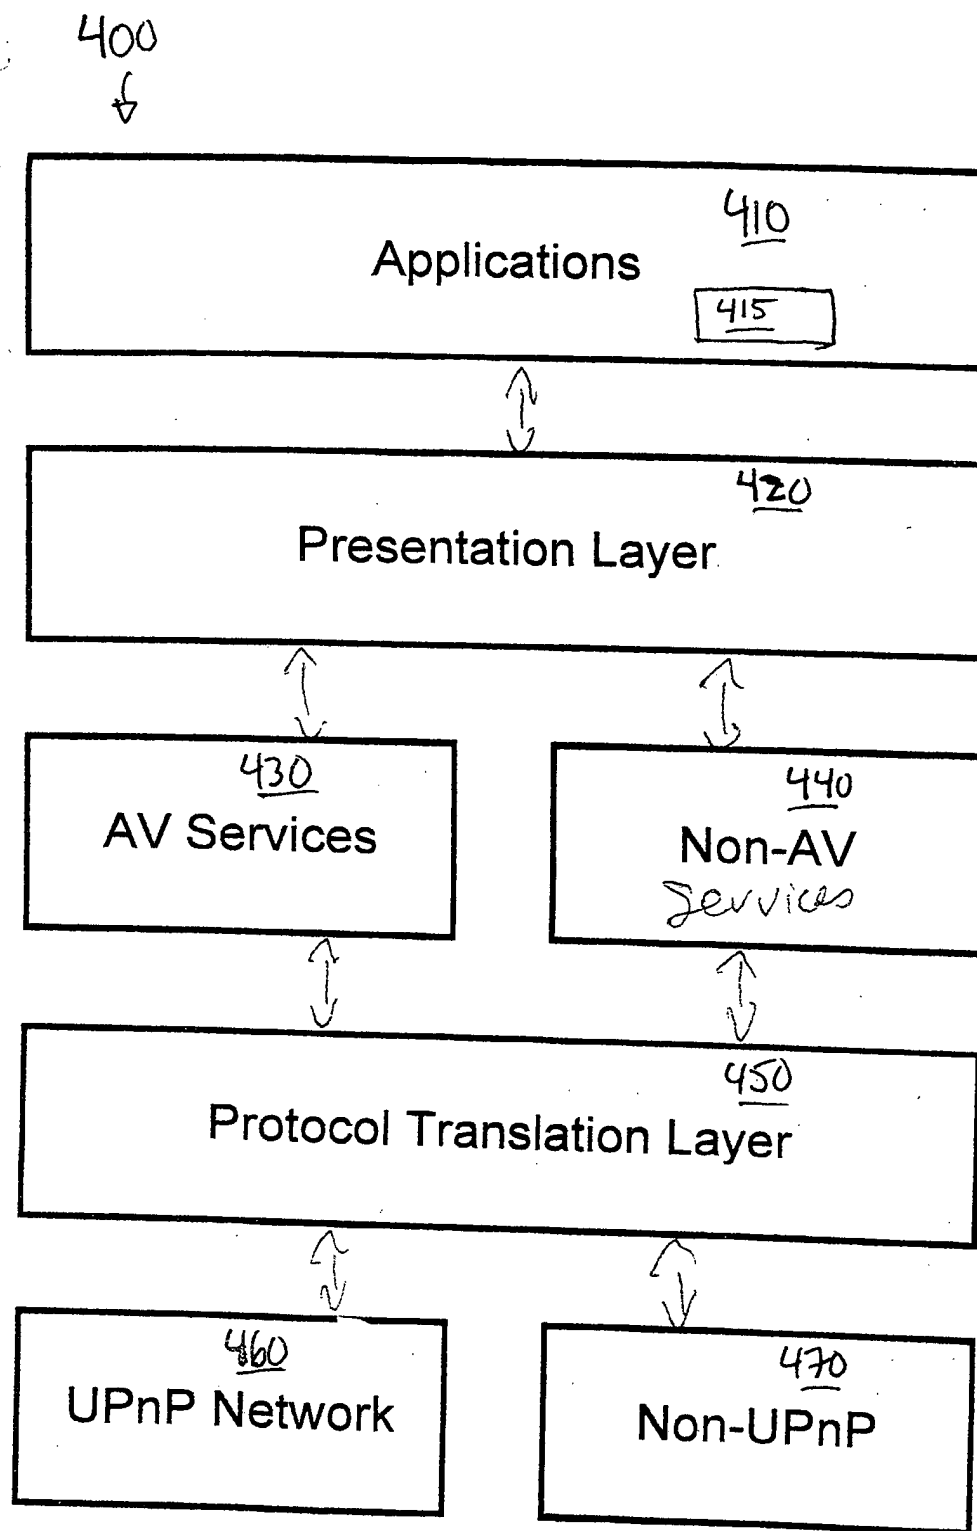 400
410
Applications
415
420
Presentation Layer
430
AV Services
440
Non-AV
Services
450
Protocol Translation Layer
460
UPnP Network
470
Non-UPnP